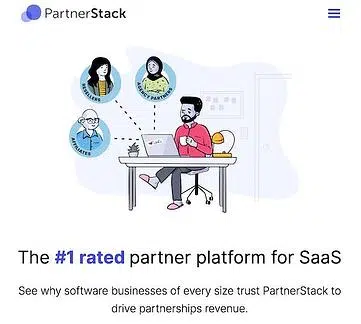 PartnerStack
RESELLERS
AGENCY PARTNERS
AFFILIATES
The #1 rated partner platform for SaaS
See why software businesses of every size trust PartnerStack to
drive partnerships revenue.